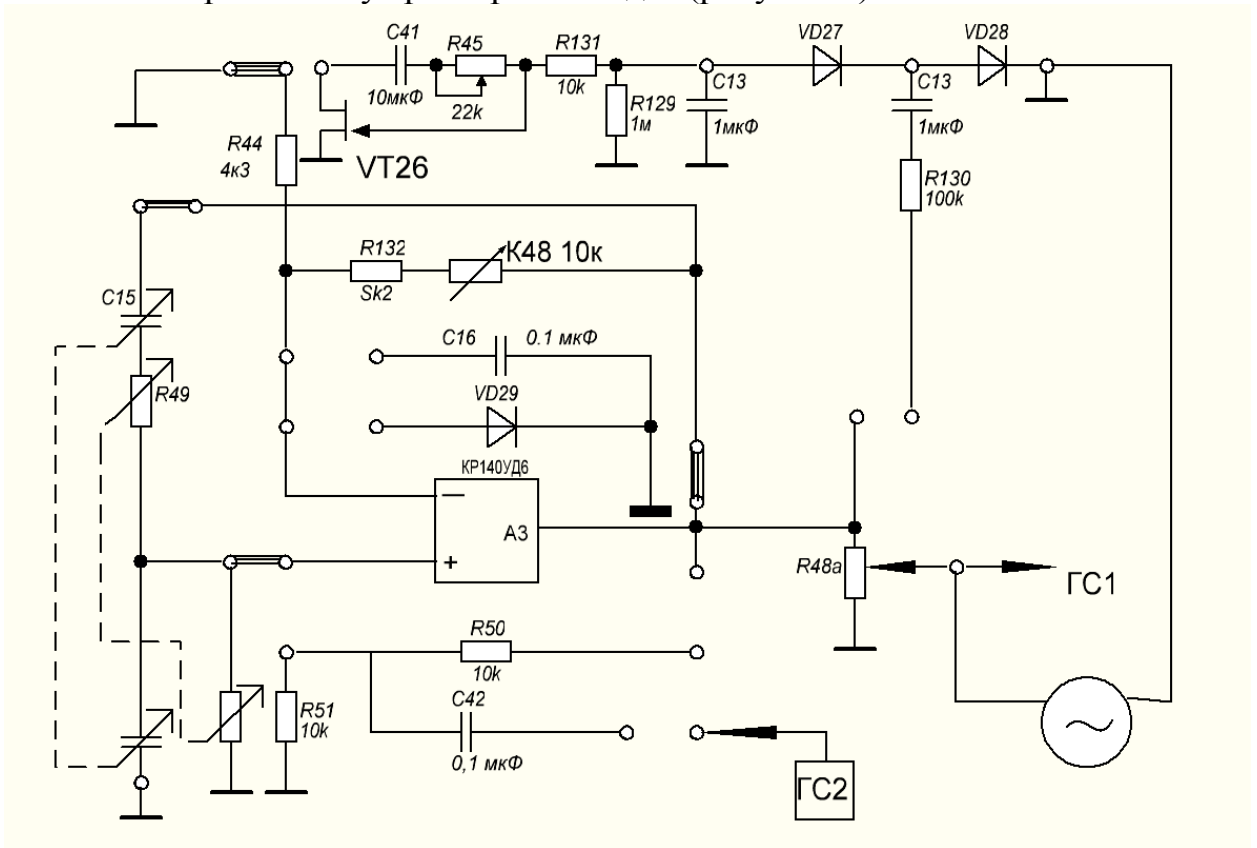 C41
R45
R131
VD27
VD28
10мкФ
22k
10k
R129
1м
C13
1мкФ
C13
1мкФ
R44
4к3
VT26
R130
100k
R132
К48 10к
Sk2
C15
C16
0.1 мкФ
R49
VD29
КР140УД6
—
A3
+
R48a
ГС1
R50
10k
R51
10k
C42
0,1 мкФ
ГС2